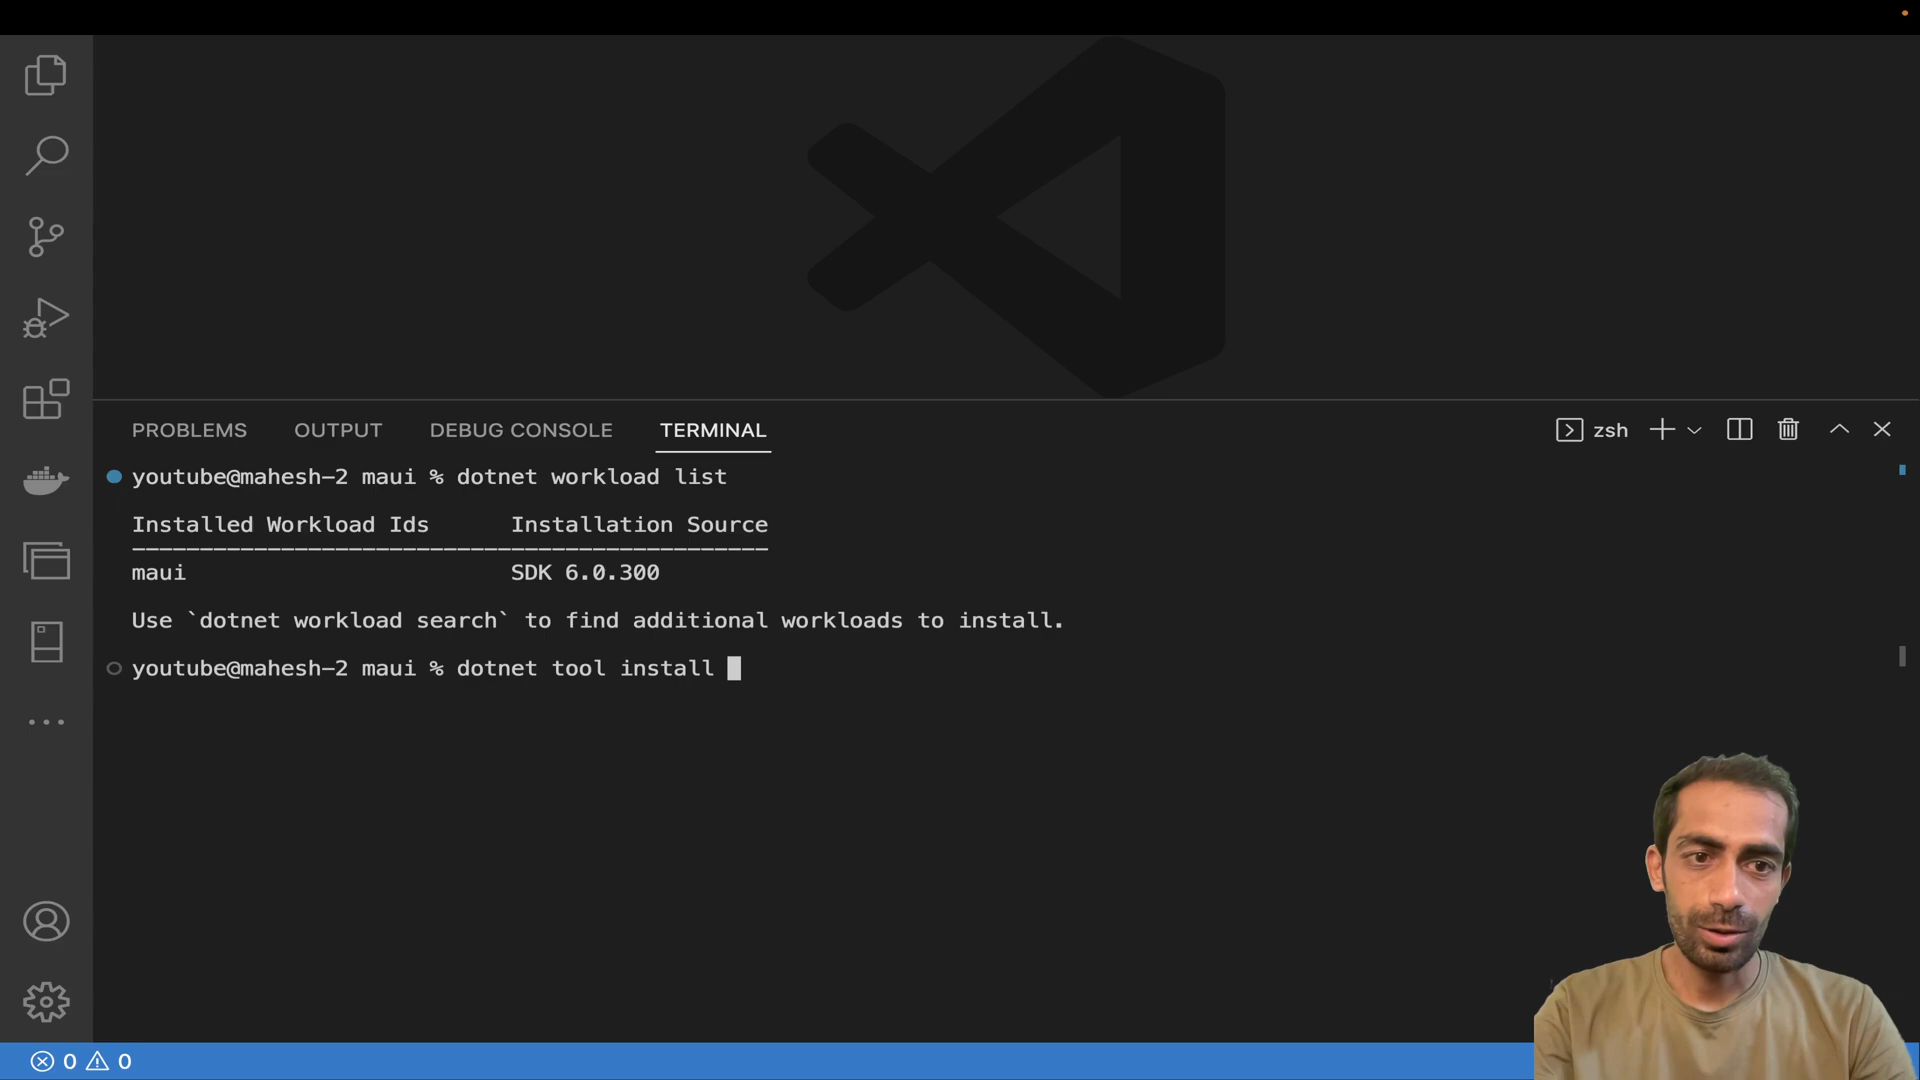 PROBLEMS OUTPUT DEBUG CONSOLE TERMINAL zsh
youtube@mahesh-2 maui % dotnet workload list
Installed Workload Ids Installation Source
maui SDK 6.0.300
Use `dotnet workload search` to find additional workloads to install.
youtube@mahesh-2 maui % dotnet tool install
0 0